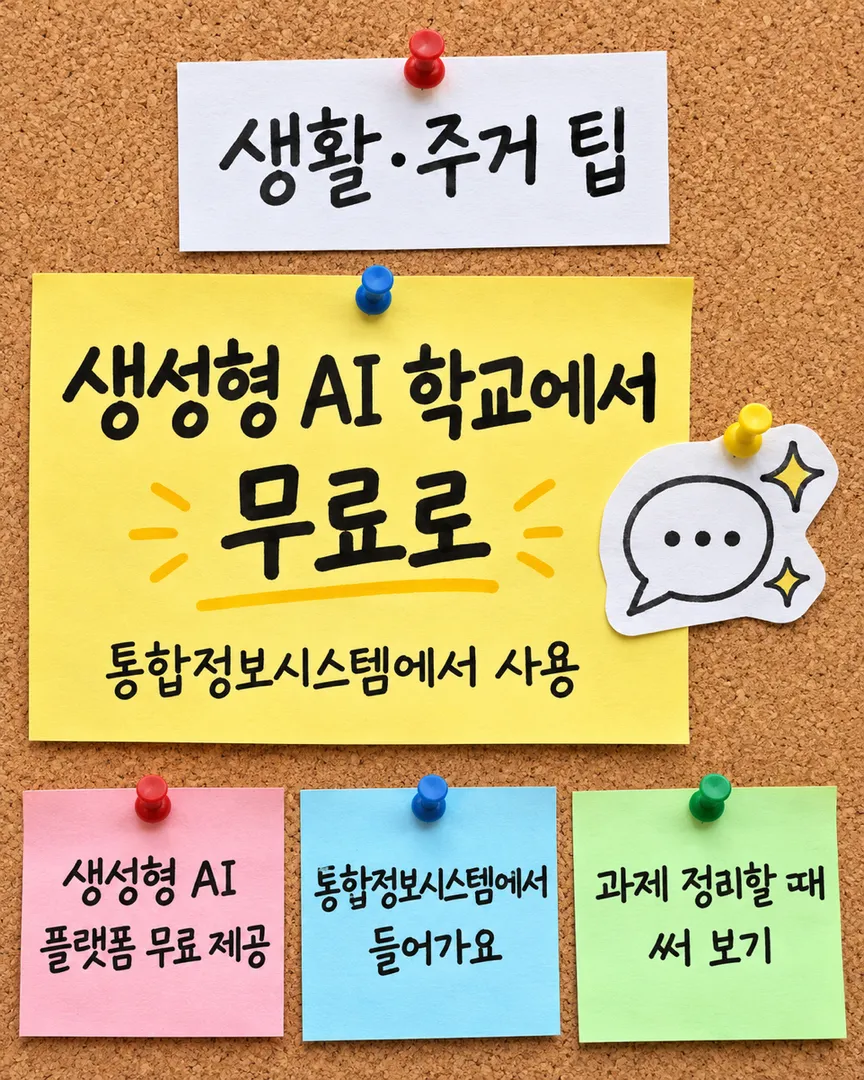 생활·주거 팁
생성형 AI 학교에서
무료로
통합정보시스템에서 사용
생성형 AI
플랫폼 무료 제공
통합정보시스템에서
들어가요
과제 정리할 때
써 보기